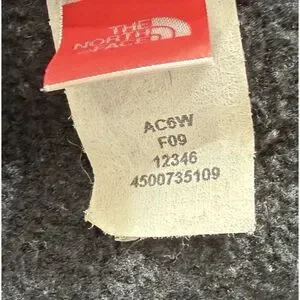 THE
NORTH
FACE
AC6W
F09
12346
4500735109